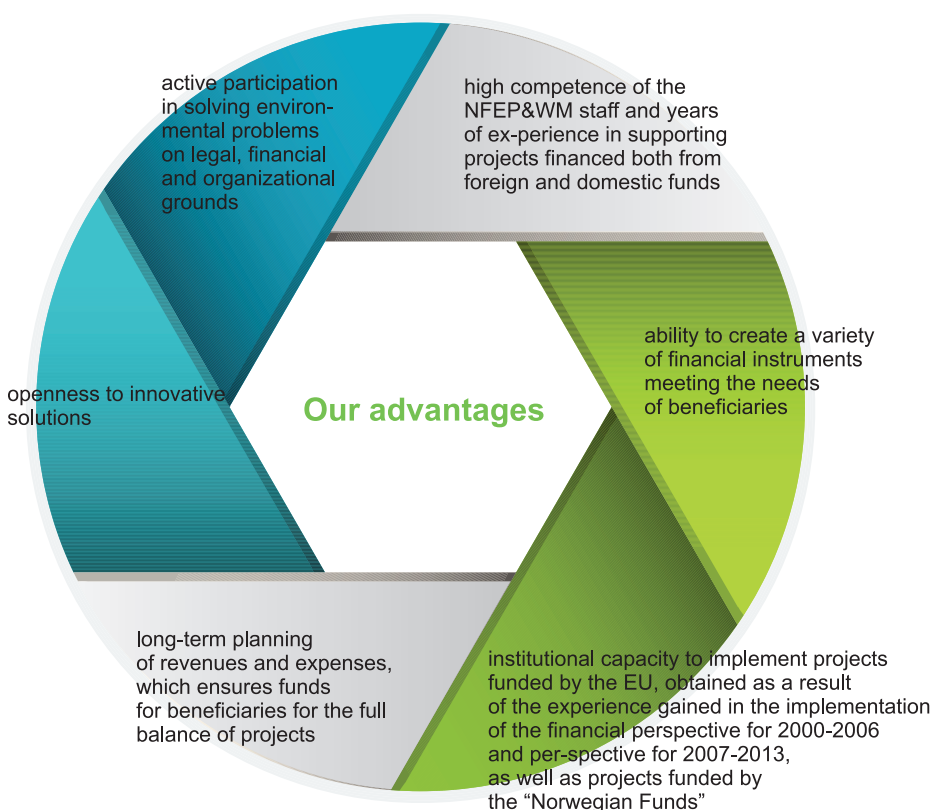 active participation
in solving environ-
mental problems
on legal, financial
and organizational
grounds
high competence of the
NFEP&WM staff and years
of ex-perience in supporting
projects financed both from
foreign and domestic funds
ability to create a variety
of financial instruments
meeting the needs
of beneficiaries
openness to innovative
solutions
Our advantages
long-term planning
of revenues and expenses,
which ensures funds
for beneficiaries for the full
balance of projects
institutional capacity to implement projects
funded by the EU, obtained as a result
of the experience gained in the implementation
of the financial perspective for 2000-2006
and per-spective for 2007-2013,
as well as projects funded by
the “Norwegian Funds”